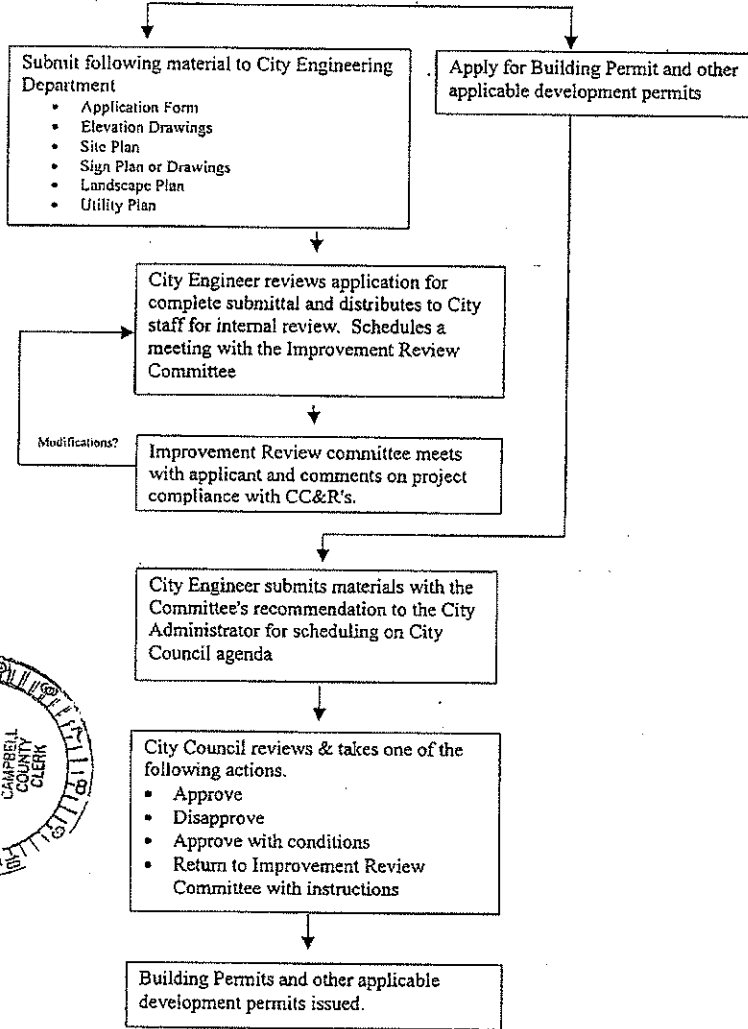 Submit following material to City Engineering
Department
• Application Form
• Elevation Drawings
• Site Plan
• Sign Plan or Drawings
• Landscape Plan
• Utility Plan
Apply for Building Permit and other
applicable development permits
City Engineer reviews application for
complete submittal and distributes to City
staff for internal review. Schedules a
meeting with the Improvement Review
Committee
Modifications?
Improvement Review committee meets
with applicant and comments on project
compliance with CC&R's.
City Engineer submits materials with the
Committee's recommendation to the City
Administrator for scheduling on City
Council agenda
CAMPBELL
COUNTY
CLERK
City Council reviews & takes one of the
following actions.
• Approve
• Disapprove
• Approve with conditions
• Return to Improvement Review
Committee with instructions
Building Permits and other applicable
development permits issued.